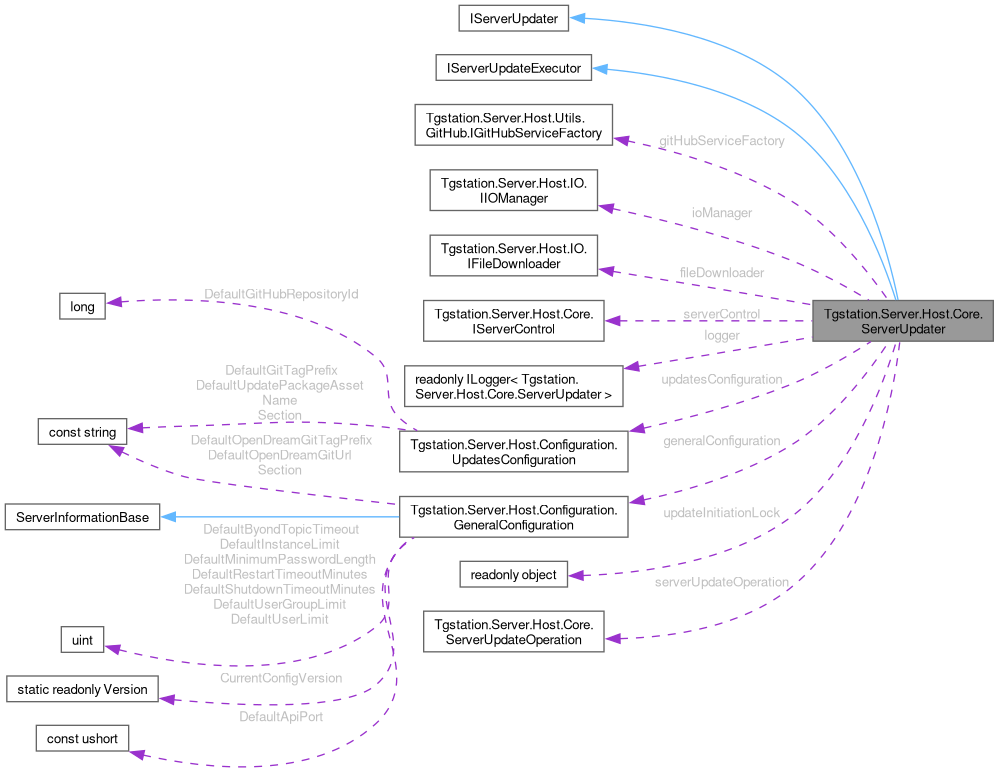 IServerUpdater
IServerUpdateExecutor
Tgstation.Server.Host.Utils.
GitHub.IGitHubServiceFactory
gitHubServiceFactory
Tgstation.Server.Host.IO.
IIOManager
ioManager
Tgstation.Server.Host.IO.
IFileDownloader
fileDownloader
long
DefaultGitHubRepositoryId
Tgstation.Server.Host.Core.
IServerControl
serverControl
Tgstation.Server.Host.Core.
ServerUpdater
logger
readonly ILogger< Tgstation.
Server.Host.Core.ServerUpdater >
updatesConfiguration
DefaultGitTagPrefix
DefaultUpdatePackageAsset
Name
Section
const string
DefaultOpenDreamGitTagPrefix
DefaultOpenDreamGitUrl
Section
Tgstation.Server.Host.Configuration.
UpdatesConfiguration
generalConfiguration
ServerInformationBase
Tgstation.Server.Host.Configuration.
GeneralConfiguration
updateInitiationLock
DefaultByondTopicTimeout
DefaultInstanceLimit
DefaultMinimumPasswordLength
DefaultRestartTimeoutMinutes
DefaultShutdownTimeoutMinutes
DefaultUserGroupLimit
DefaultUserLimit
readonly object
serverUpdateOperation
uint
Tgstation.Server.Host.Core.
ServerUpdateOperation
static readonly Version
CurrentConfigVersion
const ushort
DefaultApiPort